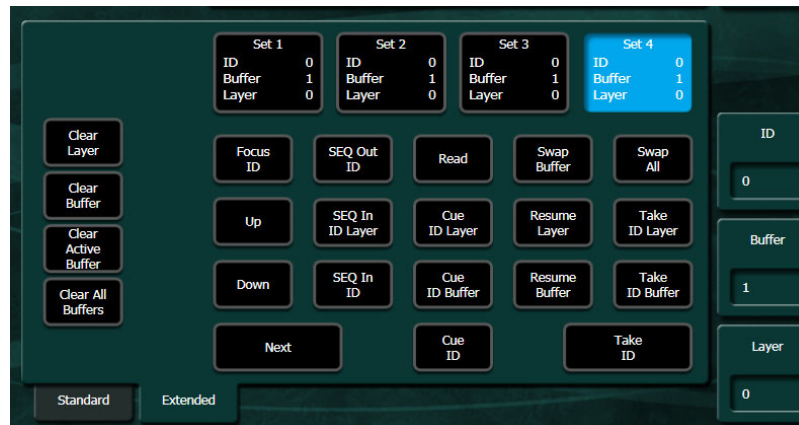 Set 1
ID 0
Buffer 1
Layer 0
Set 2
ID 0
Buffer 1
Layer 0
Set 3
ID 0
Buffer 1
Layer 0
Set 4
ID 0
Buffer 1
Layer 0
Clear
Layer
Clear
Buffer
Clear
Active
Buffer
Clear All
Buffers
Focus
ID
SEQ Out
ID
Read
Swap
Buffer
Swap
All
Up
SEQ In
ID Layer
Cue
ID Layer
Resume
Layer
Take
ID Layer
Down
SEQ In
ID
Cue
ID Buffer
Resume
Buffer
Take
ID Buffer
Next
Cue
ID
Take
ID
ID
0
Buffer
1
Layer
0
Standard
Extended